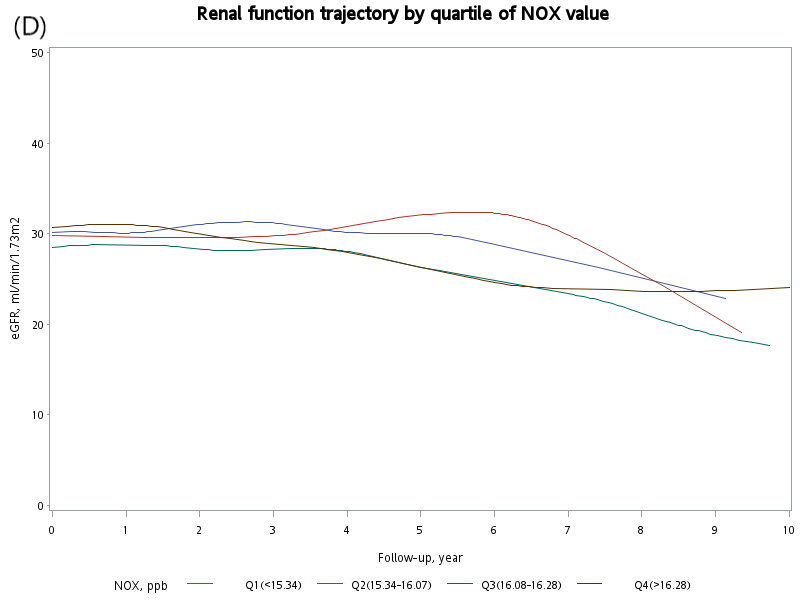 (D)
Renal function trajectory by quartile of NOX value
50
40
30
20
10
0
eGFR, ml/min/1.73m2
0 1 2 3 4 5 6 7 8 9 10
Follow-up, year
NOX, ppb Q1(<15.34) Q2(15.34-16.07) Q3(16.08-16.28) Q4(>16.28)